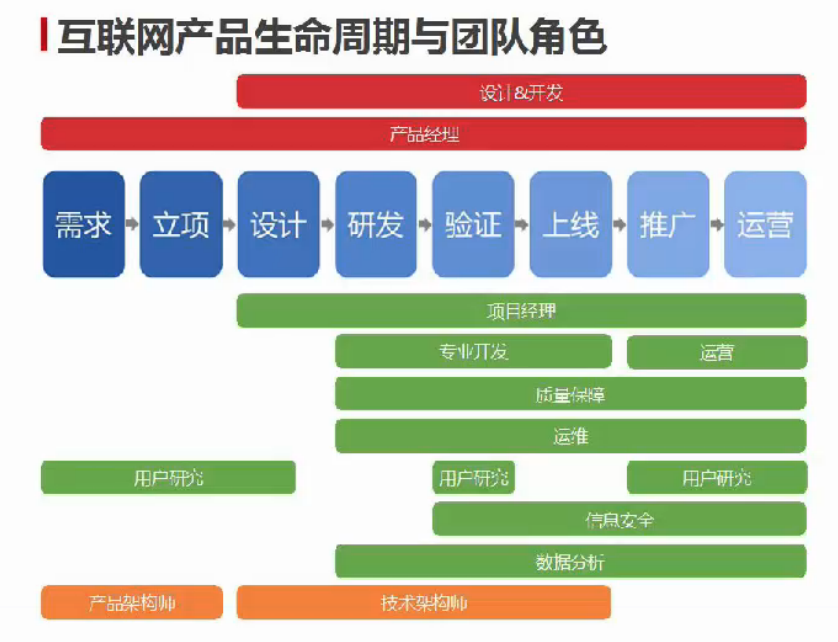 互联网产品生命周期与团队角色
设计&开发
产品经理
需求 立项 设计 研发 验证 上线 推广 运营
项目经理
专业开发 运营
质量保障
运维
用户研究 用户研究 用户研究
信息安全
数据分析
产品架构师 技术架构师